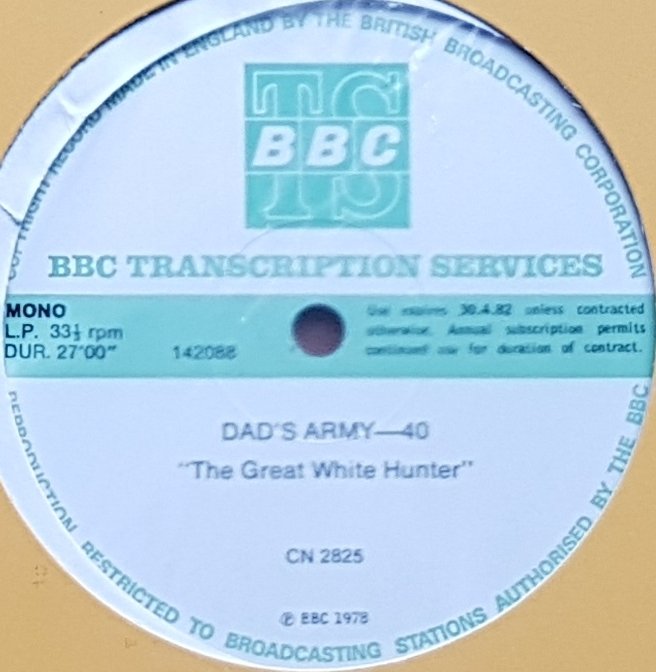 COPYRIGHT RECORD MADE IN ENGLAND BY THE BRITISH BROADCASTING CORPORATION
TS
BBC
TS
BBC TRANSCRIPTION SERVICES
MONO
L.P. 33⅓ rpm
DUR. 27'00" 142088
Use expires 30.4.82 unless contracted
otherwise. Annual subscription permits
continued use for duration of contract.
DAD'S ARMY—40
"The Great White Hunter"
CN 2825
℗ BBC 1978
REPRODUCTION RESTRICTED TO BROADCASTING STATIONS AUTHORISED BY THE BBC